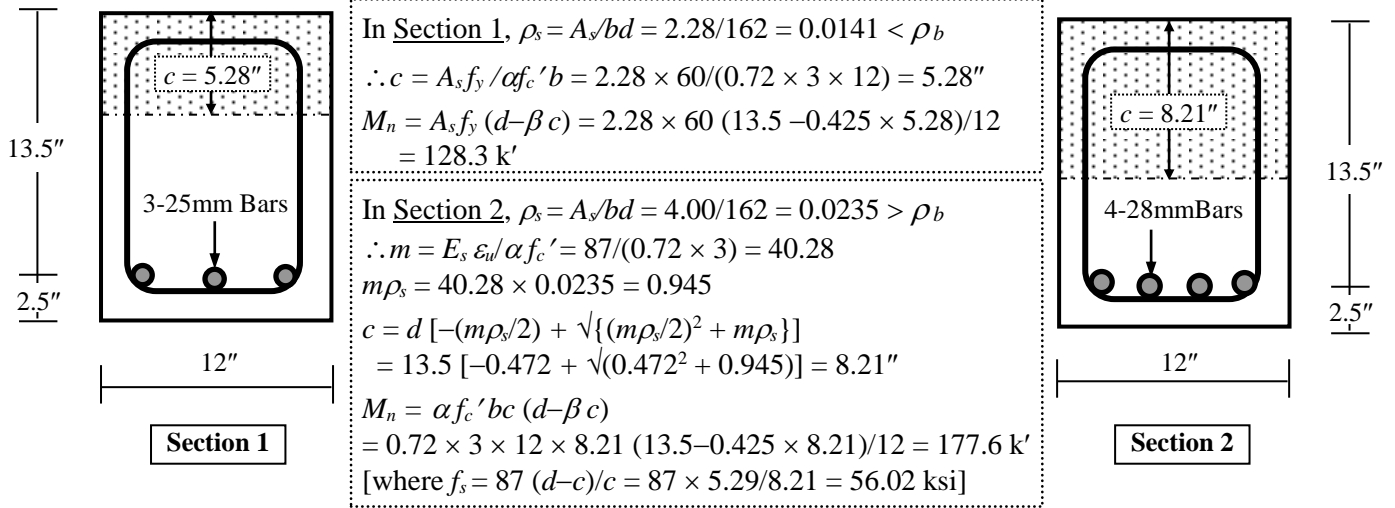 13.5″
2.5″
c = 5.28″
3-25mm Bars
12″
Section 1
In Section 1, ρs = As/bd = 2.28/162 = 0.0141 < ρb
∴c = Asfy /αfc′b = 2.28 × 60/(0.72 × 3 × 12) = 5.28″
Mn = Asfy (d−β c) = 2.28 × 60 (13.5 −0.425 × 5.28)/12
= 128.3 k′
In Section 2, ρs = As/bd = 4.00/162 = 0.0235 > ρb
∴m = Es εu/α fc′ = 87/(0.72 × 3) = 40.28
mρs = 40.28 × 0.0235 = 0.945
c = d [−(mρs/2) + √{(mρs/2)² + mρs}]
= 13.5 [−0.472 + √(0.472² + 0.945)] = 8.21″
Mn = α fc′bc (d−β c)
= 0.72 × 3 × 12 × 8.21 (13.5−0.425 × 8.21)/12 = 177.6 k′
[where fs = 87 (d−c)/c = 87 × 5.29/8.21 = 56.02 ksi]
c = 8.21″
4-28mmBars
13.5″
2.5″
12″
Section 2